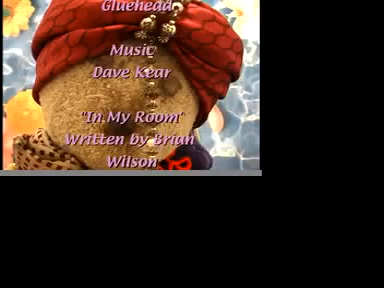 Gluehead
Music
Dave Kear
"In My Room"
Written by Brian
Wilson